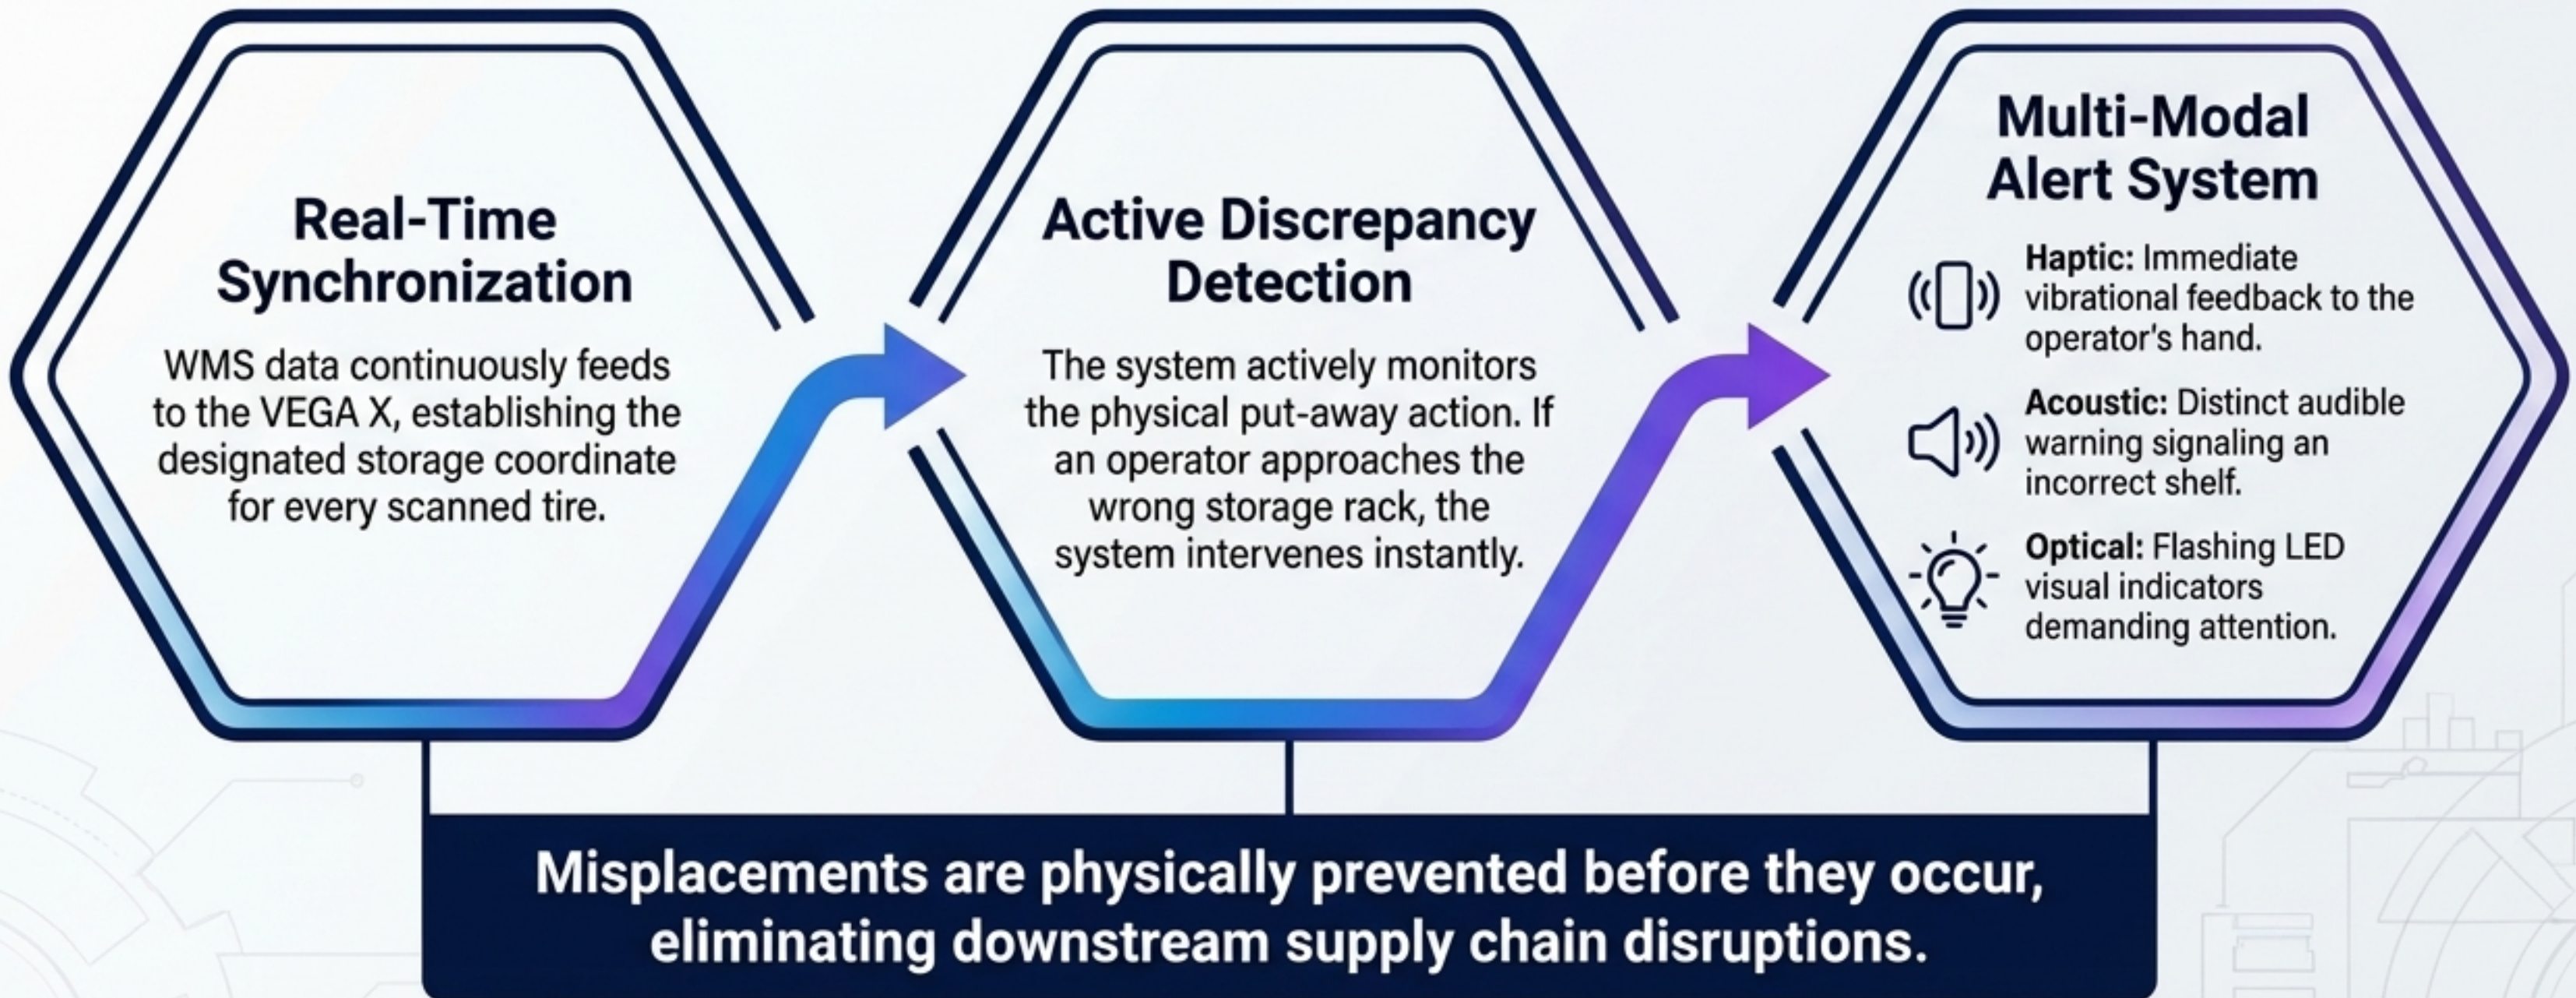 Real-Time
Synchronization
WMS data continuously feeds
to the VEGA X, establishing the
designated storage coordinate
for every scanned tire.
Active Discrepancy
Detection
The system actively monitors
the physical put-away action. If
an operator approaches the
wrong storage rack, the
system intervenes instantly.
Multi-Modal
Alert System
Haptic: Immediate
vibrational feedback to the
operator's hand.
Acoustic: Distinct audible
warning signaling an
incorrect shelf.
Optical: Flashing LED
visual indicators
demanding attention.
Misplacements are physically prevented before they occur,
eliminating downstream supply chain disruptions.